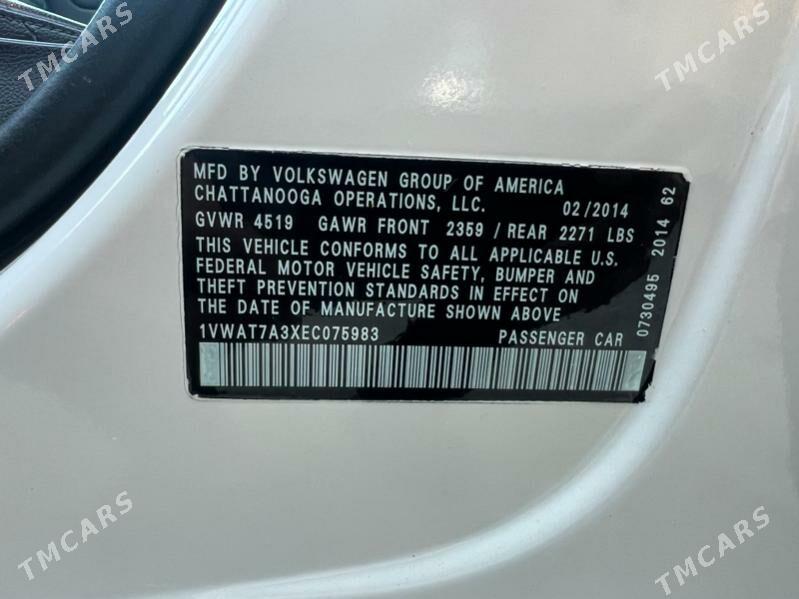 TMCARS
TMCARS
MFD BY VOLKSWAGEN GROUP OF AMERICA
CHATTANOOGA OPERATIONS, LLC. 02/2014
GVWR 4519 GAWR FRONT 2359 / REAR 2271 LBS
THIS VEHICLE CONFORMS TO ALL APPLICABLE U.S.
FEDERAL MOTOR VEHICLE SAFETY, BUMPER AND
THEFT PREVENTION STANDARDS IN EFFECT ON
THE DATE OF MANUFACTURE SHOWN ABOVE
1VWAT7A3XEC075983 PASSENGER CAR
0730495 2014 62
TMCARS
TMCARS